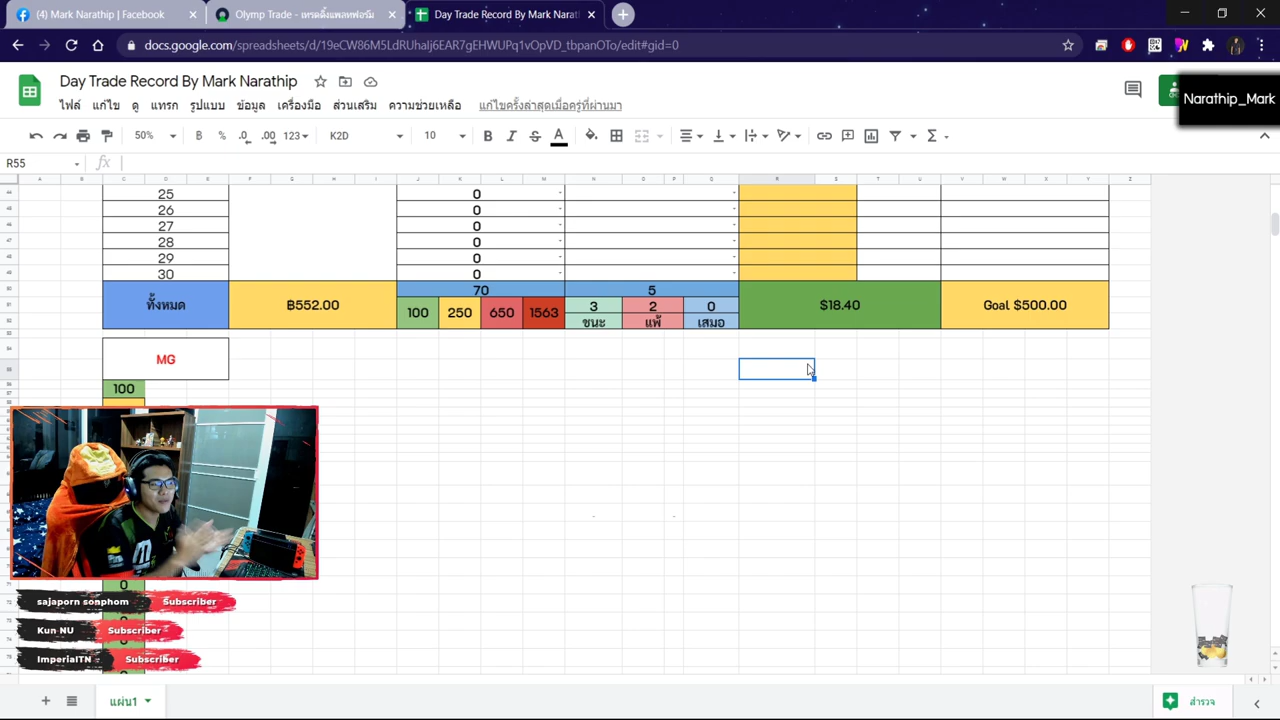 (4) Mark Narathip | Facebook
Olymp Trade - เทรดดิ้งแพลทฟอร์ม
Day Trade Record By Mark Narat
docs.google.com/spreadsheets/d/19eCW86M5LdRUhaIj6EAR7gEHWUPq1vOpVD_tbpanOTo/edit#gid=0
Day Trade Record By Mark Narathip
ไฟล์ แก้ไข ดู แทรก รูปแบบ ข้อมูล เครื่องมือ ส่วนเสริม ความช่วยเหลือ แก้ไขครั้งล่าสุดเมื่อครู่ที่ผ่านมา
Narathip_Mark
50% ฿ % .0 .00 123 K2D 10 B I S A
R55 fx
25 0
26 0
27 0
28 0
29 0
30 0
ทั้งหมด ฿552.00 70 5 $18.40 Goal $500.00
100 250 650 1563 3 2 0
ชนะ แพ้ เสมอ
MG
100
0
sajaporn sonphom Subscriber
Kun NU Subscriber
ImperialTN Subscriber
แผ่น1
สำรวจ